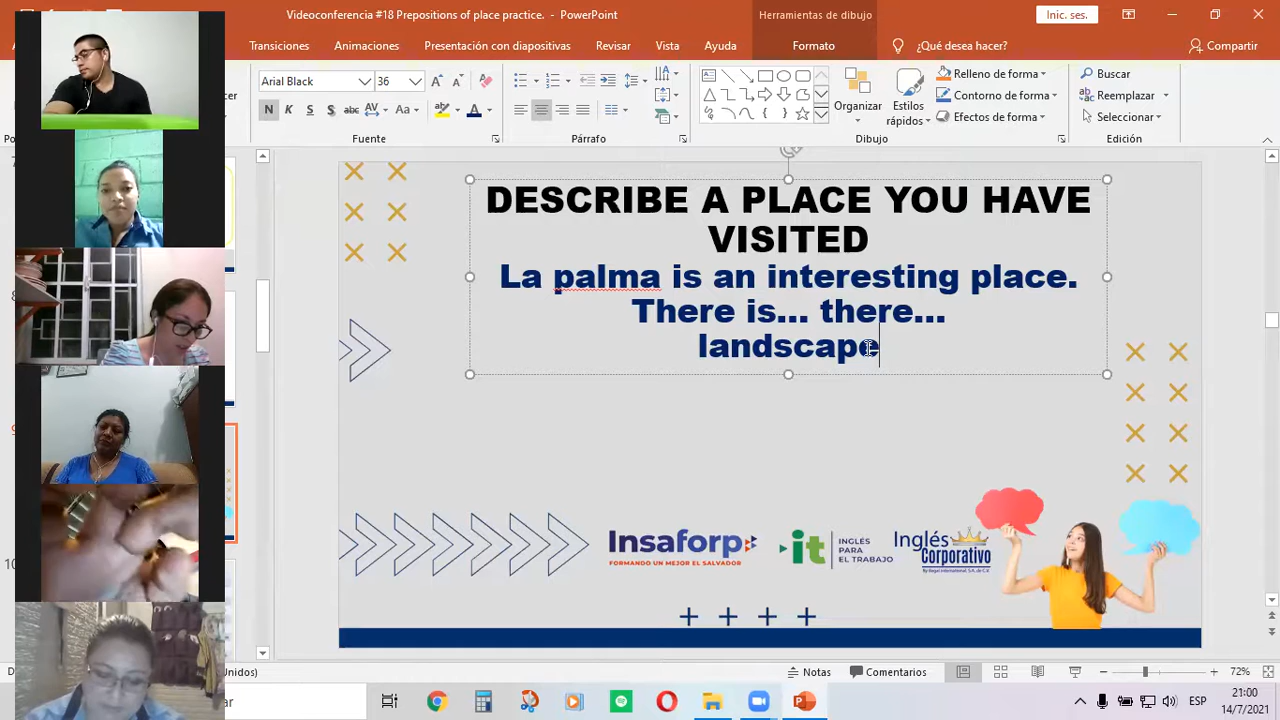 Videoconferencia #18 Prepositions of place practice. - PowerPoint
Herramientas de dibujo
Inic. ses.
Transiciones
Animaciones
Presentación con diapositivas
Revisar
Vista
Ayuda
Formato
¿Qué desea hacer?
Compartir
Arial Black
36
Organizar
Estilos
rápidos
Relleno de forma
Contorno de forma
Efectos de forma
Buscar
Reemplazar
Seleccionar
Fuente
Párrafo
Dibujo
Edición
DESCRIBE A PLACE YOU HAVE
VISITED
La palma is an interesting place.
There is... there...
landscape
Insaforp
FORMANDO UN MEJOR EL SALVADOR
it
INGLÉS
PARA
EL TRABAJO
Inglés
Corporativo
Unidos)
Notas
Comentarios
72%
ESP
21:00
14/7/2021